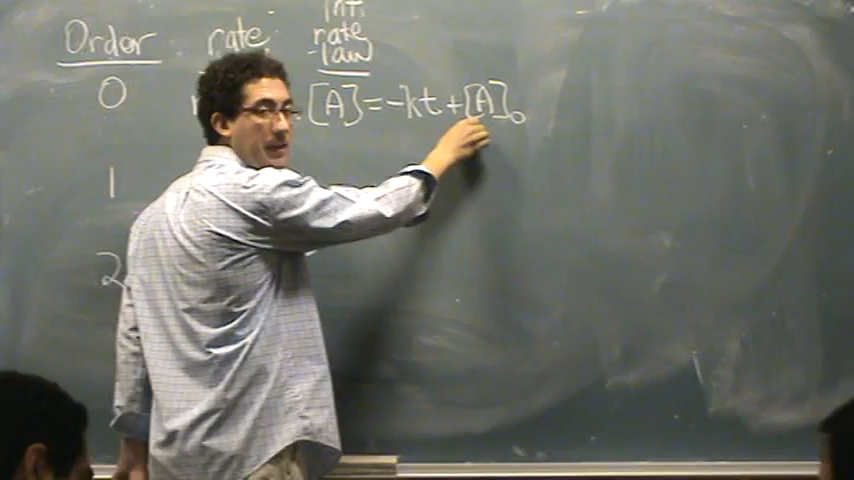 Order rate Int.
rate
law
0 [A] = -kt + [A]₀
1
2